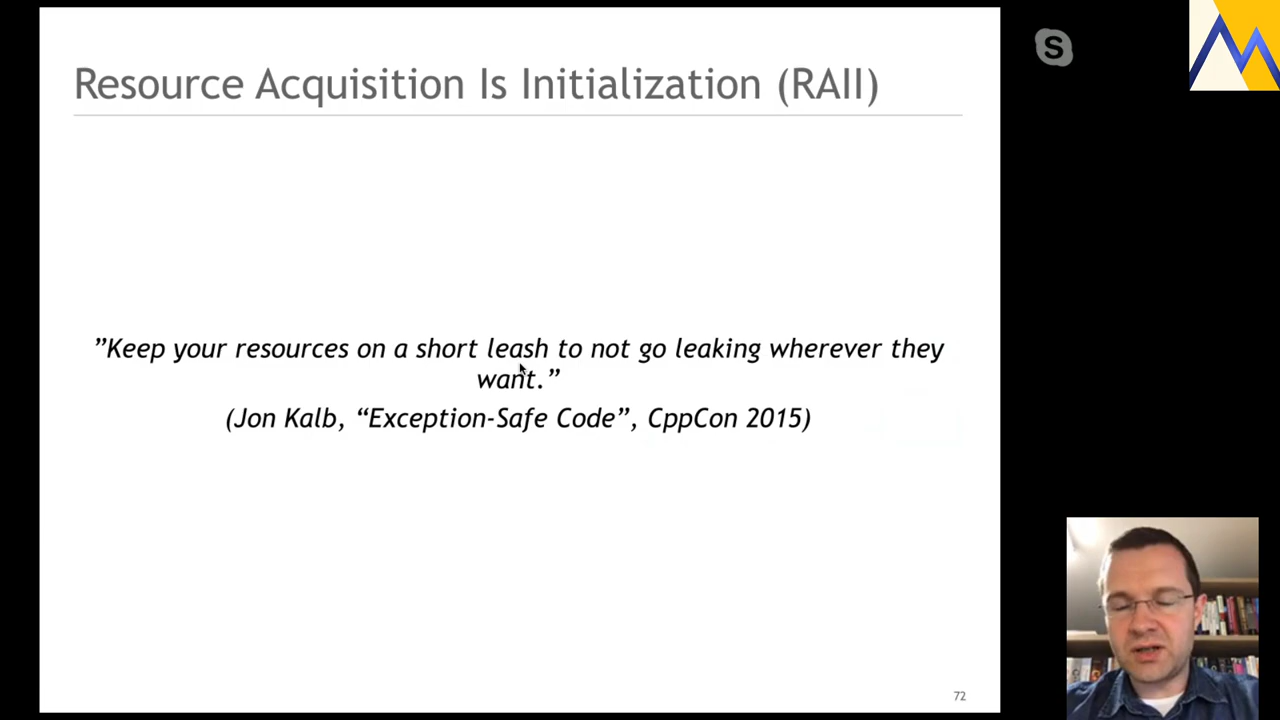 Resource Acquisition Is Initialization (RAII)
”Keep your resources on a short leash to not go leaking wherever they
want.”
(Jon Kalb, “Exception-Safe Code”, CppCon 2015)
72
S